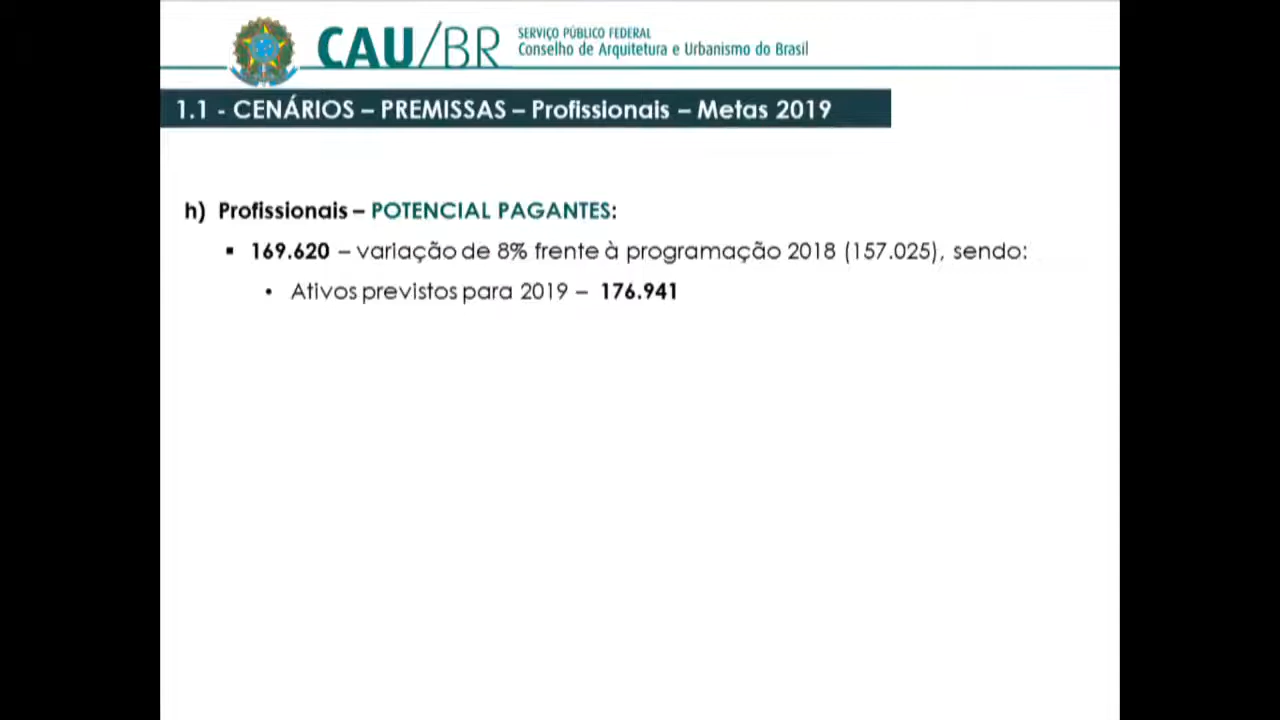 CAU/BR
SERVIÇO PÚBLICO FEDERAL
Conselho de Arquitetura e Urbanismo do Brasil
1.1 - CENÁRIOS – PREMISSAS – Profissionais – Metas 2019
h) Profissionais – POTENCIAL PAGANTES:
▪ 169.620 – variação de 8% frente à programação 2018 (157.025), sendo:
• Ativos previstos para 2019 – 176.941